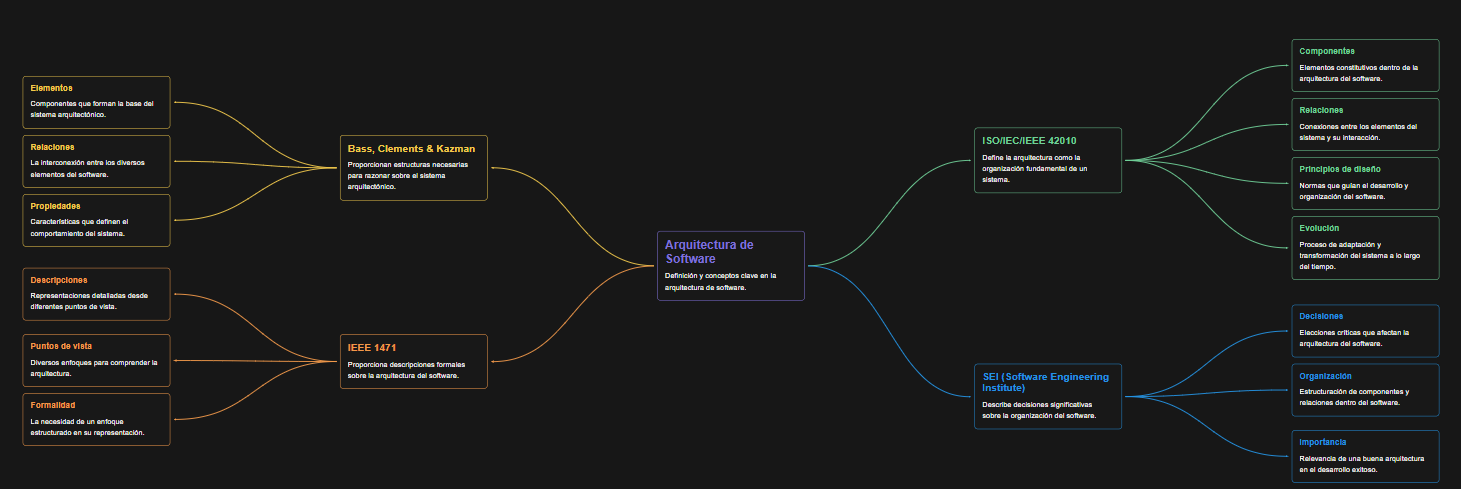 Arquitectura de
Software
Definición y conceptos clave en la
arquitectura de software.
Bass, Clements & Kazman
Proporcionan estructuras necesarias
para razonar sobre el sistema
arquitectónico.
Elementos
Componentes que forman la base del
sistema arquitectónico.
Relaciones
La interconexión entre los diversos
elementos del software.
Propiedades
Características que definen el
comportamiento del sistema.
IEEE 1471
Proporciona descripciones formales
sobre la arquitectura del software.
Descripciones
Representaciones detalladas desde
diferentes puntos de vista.
Puntos de vista
Diversos enfoques para comprender la
arquitectura.
Formalidad
La necesidad de un enfoque
estructurado en su representación.
ISO/IEC/IEEE 42010
Define la arquitectura como la
organización fundamental de un
sistema.
Componentes
Elementos constitutivos dentro de la
arquitectura del software.
Relaciones
Conexiones entre los elementos del
sistema y su interacción.
Principios de diseño
Normas que guían el desarrollo y
organización del software.
Evolución
Proceso de adaptación y
transformación del sistema a lo largo
del tiempo.
SEI (Software Engineering
Institute)
Describe decisiones significativas
sobre la organización del software.
Decisiones
Elecciones críticas que afectan la
arquitectura del software.
Organización
Estructuración de componentes y
relaciones dentro del software.
Importancia
Relevancia de una buena arquitectura
en el desarrollo exitoso.